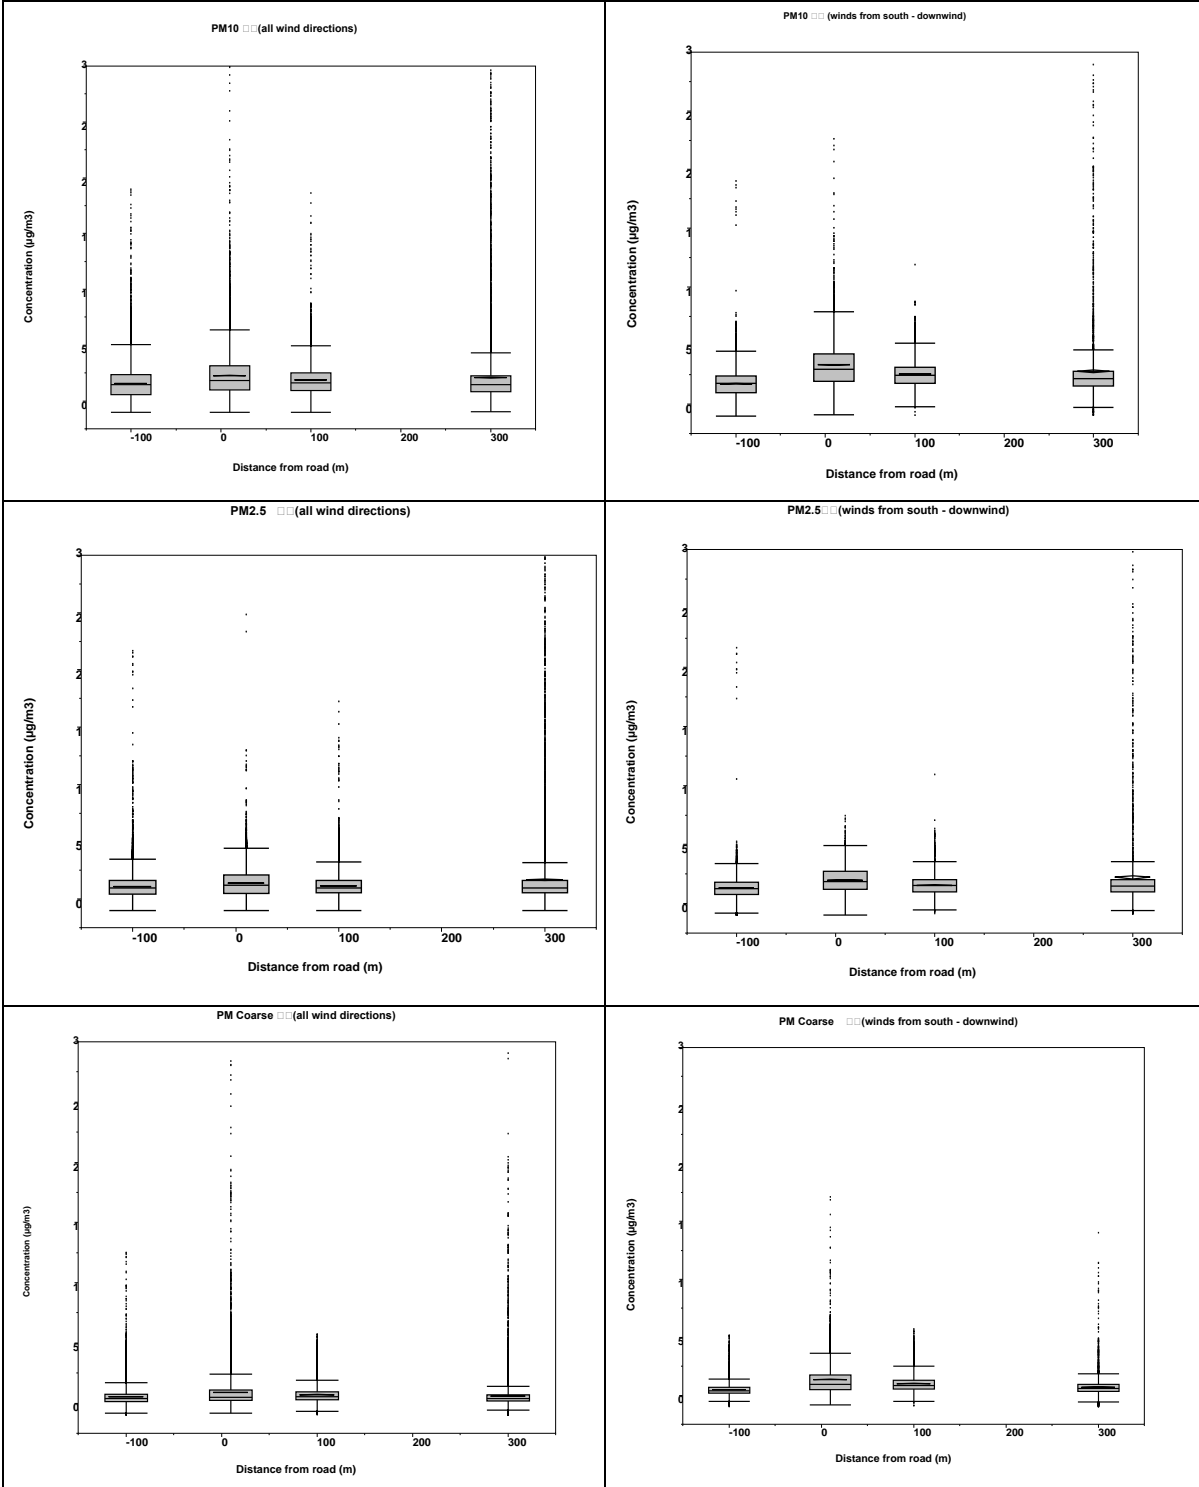 PM10 □□(all wind directions)
3
2
2
1
1
5
0
Concentration (µg/m3)
-100 0 100 200 300
Distance from road (m)
PM10 □□ (winds from south - downwind)
3
2
2
1
1
5
0
Concentration (µg/m3)
-100 0 100 200 300
Distance from road (m)
PM2.5 □□(all wind directions)
3
2
2
1
1
5
0
Concentration (µg/m3)
-100 0 100 200 300
Distance from road (m)
PM2.5□□(winds from south - downwind)
3
2
2
1
1
5
0
Concentration (µg/m3)
-100 0 100 200 300
Distance from road (m)
PM Coarse □□(all wind directions)
3
2
2
1
1
5
0
Concentration (µg/m3)
-100 0 100 200 300
Distance from road (m)
PM Coarse □□(winds from south - downwind)
3
2
2
1
1
5
0
Concentration (µg/m3)
-100 0 100 200 300
Distance from road (m)